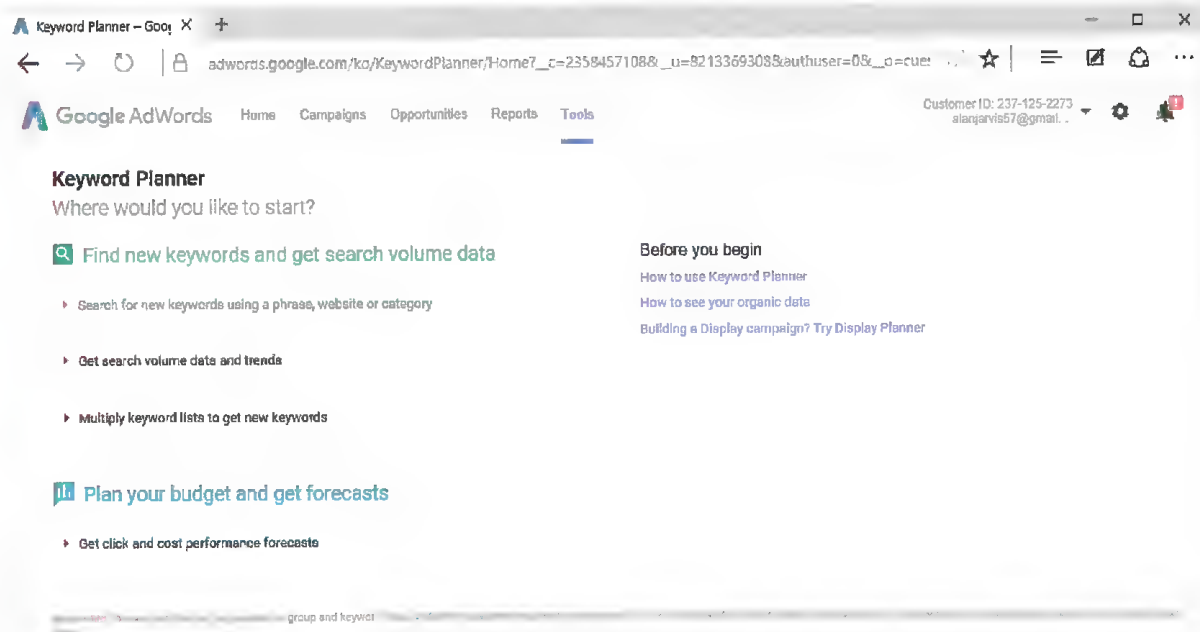 Keyword Planner – Goog
adwords.google.com/ko/KeywordPlanner/Home?__c=2358457108&__u=8213369308&authuser=0&__o=cue
Google AdWords Home Campaigns Opportunities Reports Tools
Customer ID: 237-125-2273
alanjarvis57@gmail. .
Keyword Planner
Where would you like to start?
Find new keywords and get search volume data
Search for new keywords using a phrase, website or category
Get search volume data and trends
Multiply keyword lists to get new keywords
Plan your budget and get forecasts
Get click and cost performance forecasts
Before you begin
How to use Keyword Planner
How to see your organic data
Building a Display campaign? Try Display Planner
group and keywor